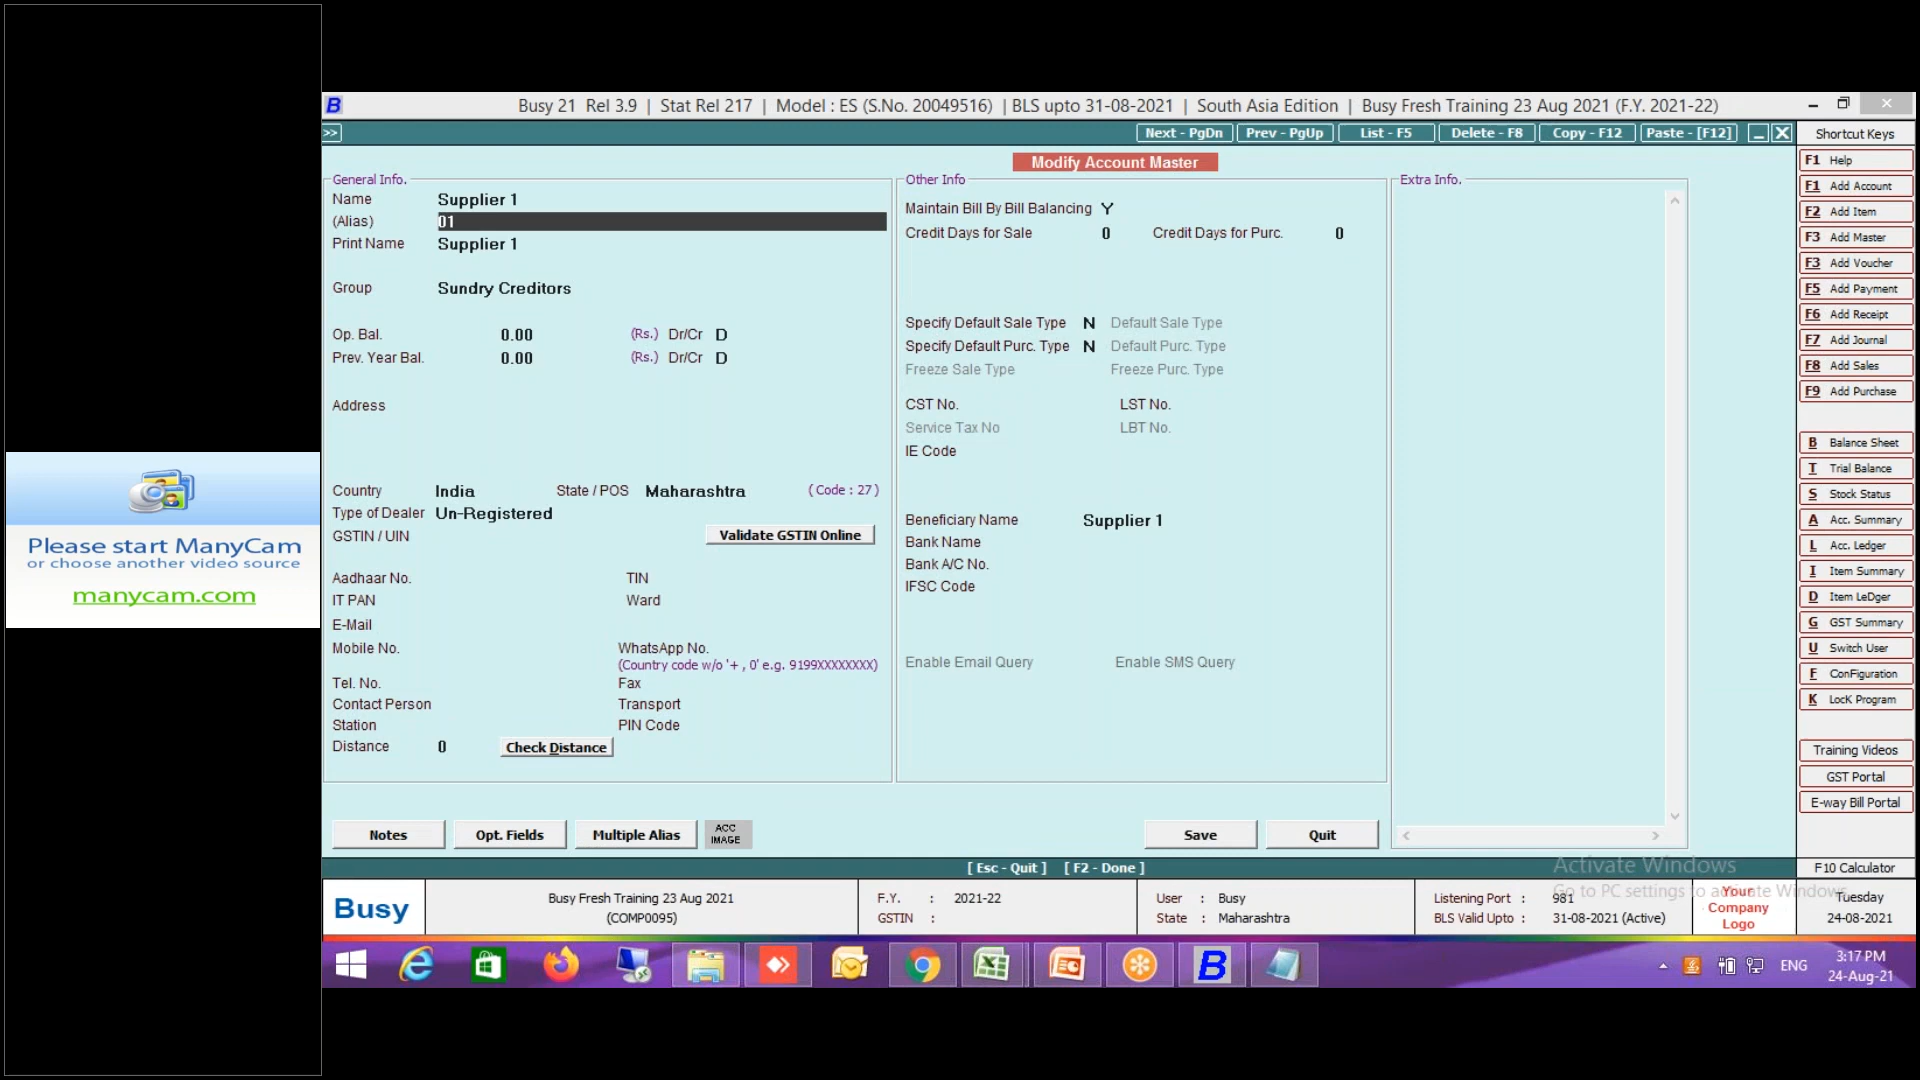 Busy 21 Rel 3.9 | Stat Rel 217 | Model : ES (S.No. 20049516) | BLS upto 31-08-2021 | South Asia Edition | Busy Fresh Training 23 Aug 2021 (F.Y. 2021-22)
>> Next - PgDn Prev - PgUp List - F5 Delete - F8 Copy - F12 Paste - [F12]
Modify Account Master
General Info.
Name Supplier 1
(Alias) 01
Print Name Supplier 1
Group Sundry Creditors
Op. Bal. 0.00 (Rs.) Dr/Cr D
Prev. Year Bal. 0.00 (Rs.) Dr/Cr D
Address
Country India State / POS Maharashtra (Code : 27)
Type of Dealer Un-Registered
GSTIN / UIN Validate GSTIN Online
Aadhaar No. TIN
IT PAN Ward
E-Mail
Mobile No. WhatsApp No.
(Country code w/o '+ , 0' e.g. 9199XXXXXXXX)
Tel. No. Fax
Contact Person Transport
Station PIN Code
Distance 0 Check Distance
Other Info
Maintain Bill By Bill Balancing Y
Credit Days for Sale 0 Credit Days for Purc. 0
Specify Default Sale Type N Default Sale Type
Specify Default Purc. Type N Default Purc. Type
Freeze Sale Type Freeze Purc. Type
CST No. LST No.
Service Tax No LBT No.
IE Code
Beneficiary Name Supplier 1
Bank Name
Bank A/C No.
IFSC Code
Enable Email Query Enable SMS Query
Extra Info.
Notes Opt. Fields Multiple Alias ACC IMAGE Save Quit
[ Esc - Quit ] [ F2 - Done ]
Shortcut Keys
F1 Help
F1 Add Account
F2 Add Item
F3 Add Master
F3 Add Voucher
F5 Add Payment
F6 Add Receipt
F7 Add Journal
F8 Add Sales
F9 Add Purchase
B Balance Sheet
T Trial Balance
S Stock Status
A Acc. Summary
L Acc. Ledger
I Item Summary
D Item LeDger
G GST Summary
U Switch User
F ConFiguration
K LocK Program
Training Videos
GST Portal
E-way Bill Portal
F10 Calculator
Activate Windows
Go to PC settings to activate Windows.
Busy
Busy Fresh Training 23 Aug 2021
(COMP0095)
F.Y. : 2021-22
GSTIN :
User : Busy
State : Maharashtra
Listening Port : 981
BLS Valid Upto : 31-08-2021 (Active)
Your
Company
Logo
Tuesday
24-08-2021
ENG
3:17 PM
24-Aug-21
Please start ManyCam
or choose another video source
manycam.com